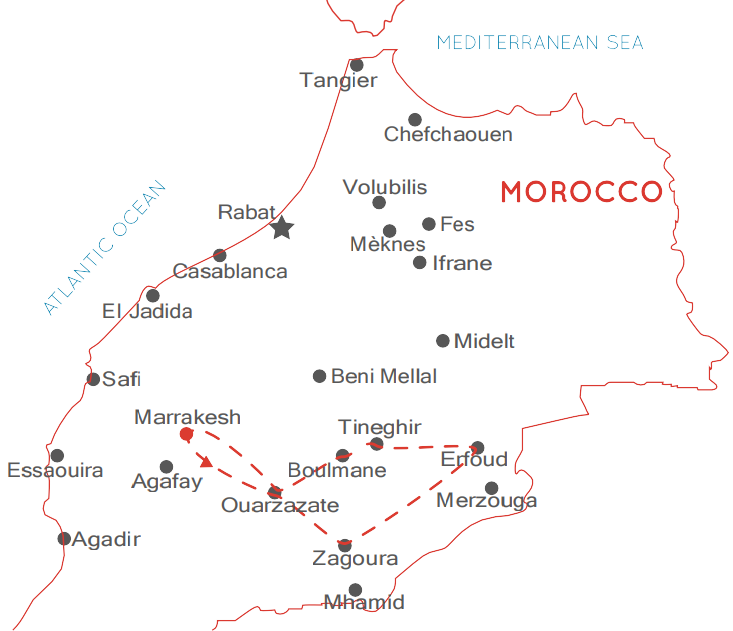 MEDITERRANEAN SEA
Tangier
Chefchaouen
Volubilis
MOROCCO
ATLANTIC OCEAN
Rabat
Fes
Mèknes
Ifrane
Casablanca
El Jadida
Midelt
Safi
Beni Mellal
Marrakesh
Tineghir
Essaouira
Agafay
Boulmane
Erfoud
Ouarzazate
Merzouga
Agadir
Zagoura
Mhamid